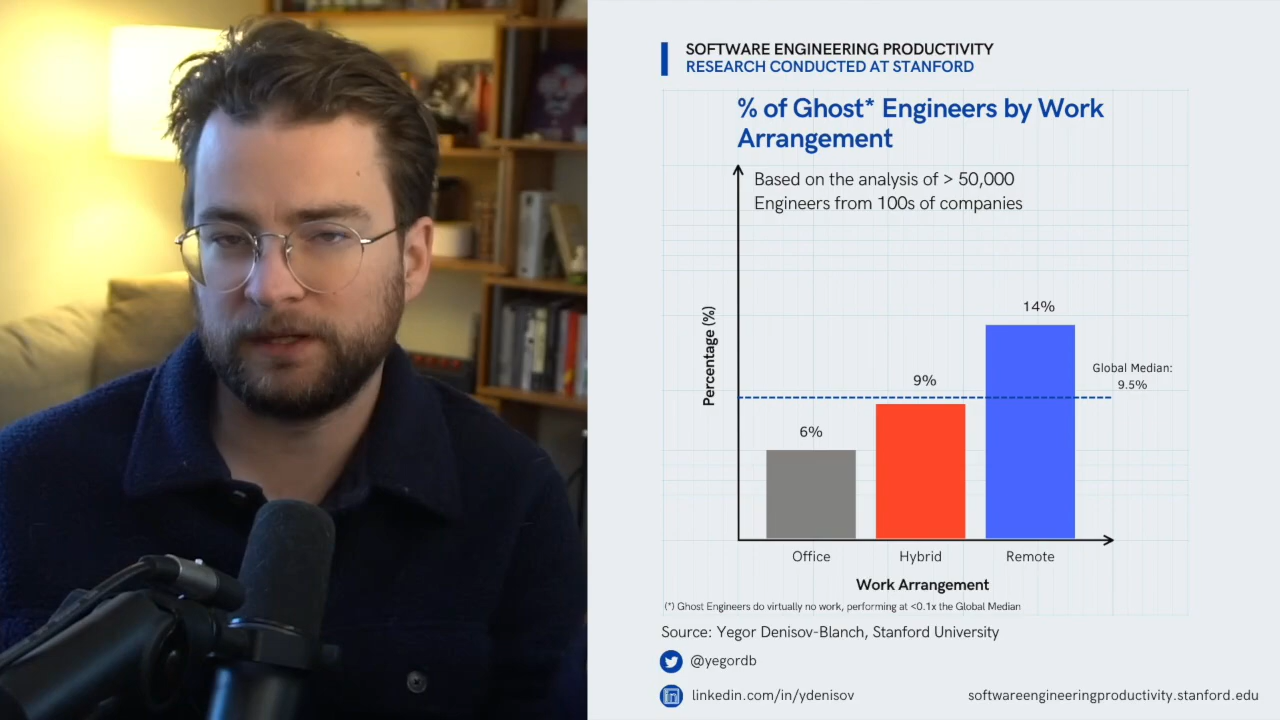 SOFTWARE ENGINEERING PRODUCTIVITY
RESEARCH CONDUCTED AT STANFORD
% of Ghost* Engineers by Work
Arrangement
Based on the analysis of > 50,000
Engineers from 100s of companies
Percentage (%)
14%
Global Median:
9.5%
9%
6%
Office
Hybrid
Remote
Work Arrangement
(*) Ghost Engineers do virtually no work, performing at <0.1x the Global Median
Source: Yegor Denisov-Blanch, Stanford University
@yegordb
linkedin.com/in/ydenisov
softwareengineeringproductivity.stanford.edu